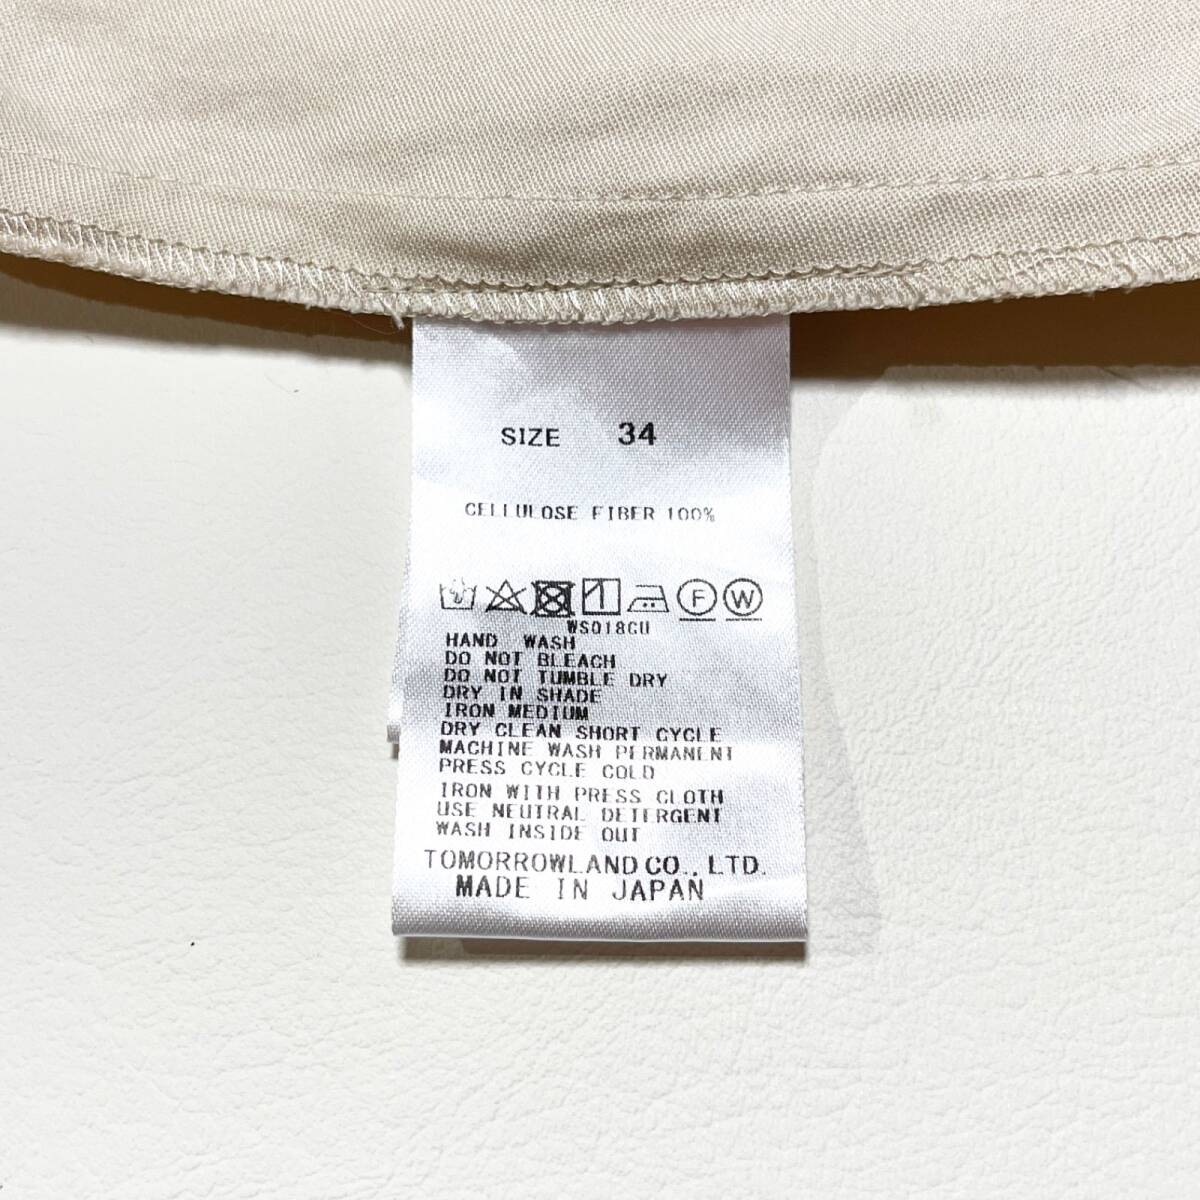 SIZE 34
CELLULOSE FIBER 100%
F W
WS018CU
HAND WASH
DO NOT BLEACH
DO NOT TUMBLE DRY
DRY IN SHADE
IRON MEDIUM
DRY CLEAN SHORT CYCLE
MACHINE WASH PERMANENT
PRESS CYCLE COLD
IRON WITH PRESS CLOTH
USE NEUTRAL DETERGENT
WASH INSIDE OUT
TOMORROWLAND CO., LTD.
MADE IN JAPAN